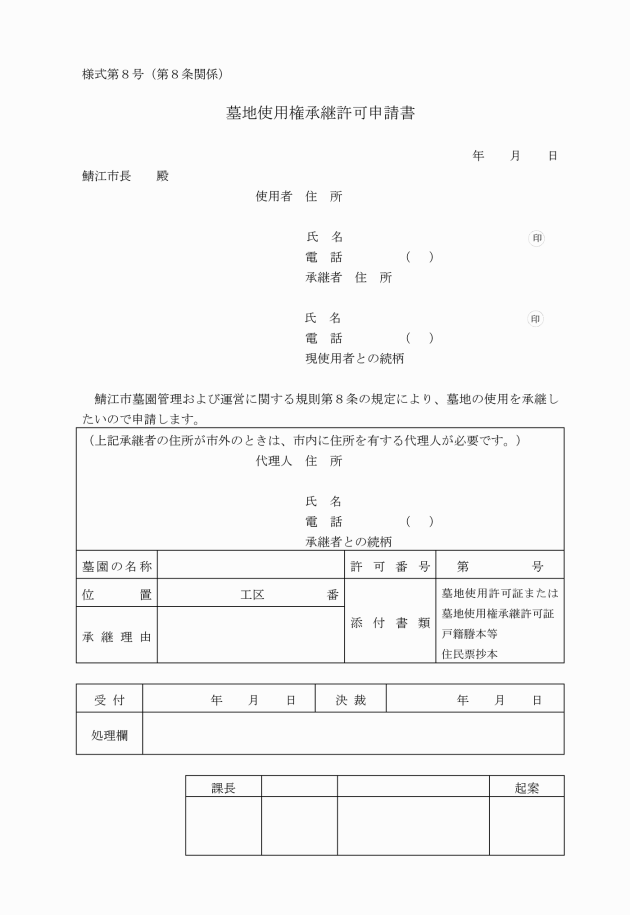 様式第８号（第８条関係）
墓地使用権承継許可申請書
年　　月　　日
鯖江市長　　殿
使用者　住　所
氏　名　　　　　　　　　　　　　　　㊞
電　話　　　　　（　）
承継者　住　所
氏　名　　　　　　　　　　　　　　　㊞
電　話　　　　　（　）
現使用者との続柄
　鯖江市墓園管理および運営に関する規則第８条の規定により、墓地の使用を承継し
たいので申請します。
（上記承継者の住所が市外のときは、市内に住所を有する代理人が必要です。）
代理人　住　所
氏　名
電　話　　　　　（　）
承継者との続柄
墓園の名称　許可番号　第　　　　　号
位　　　置　工区　　　　　番
承継理由　添付書類
墓地使用許可証または
墓地使用権承継許可証
戸籍謄本等
住民票抄本
受付　年　　月　　日　決裁　年　　月　　日
処理欄
課長　起案